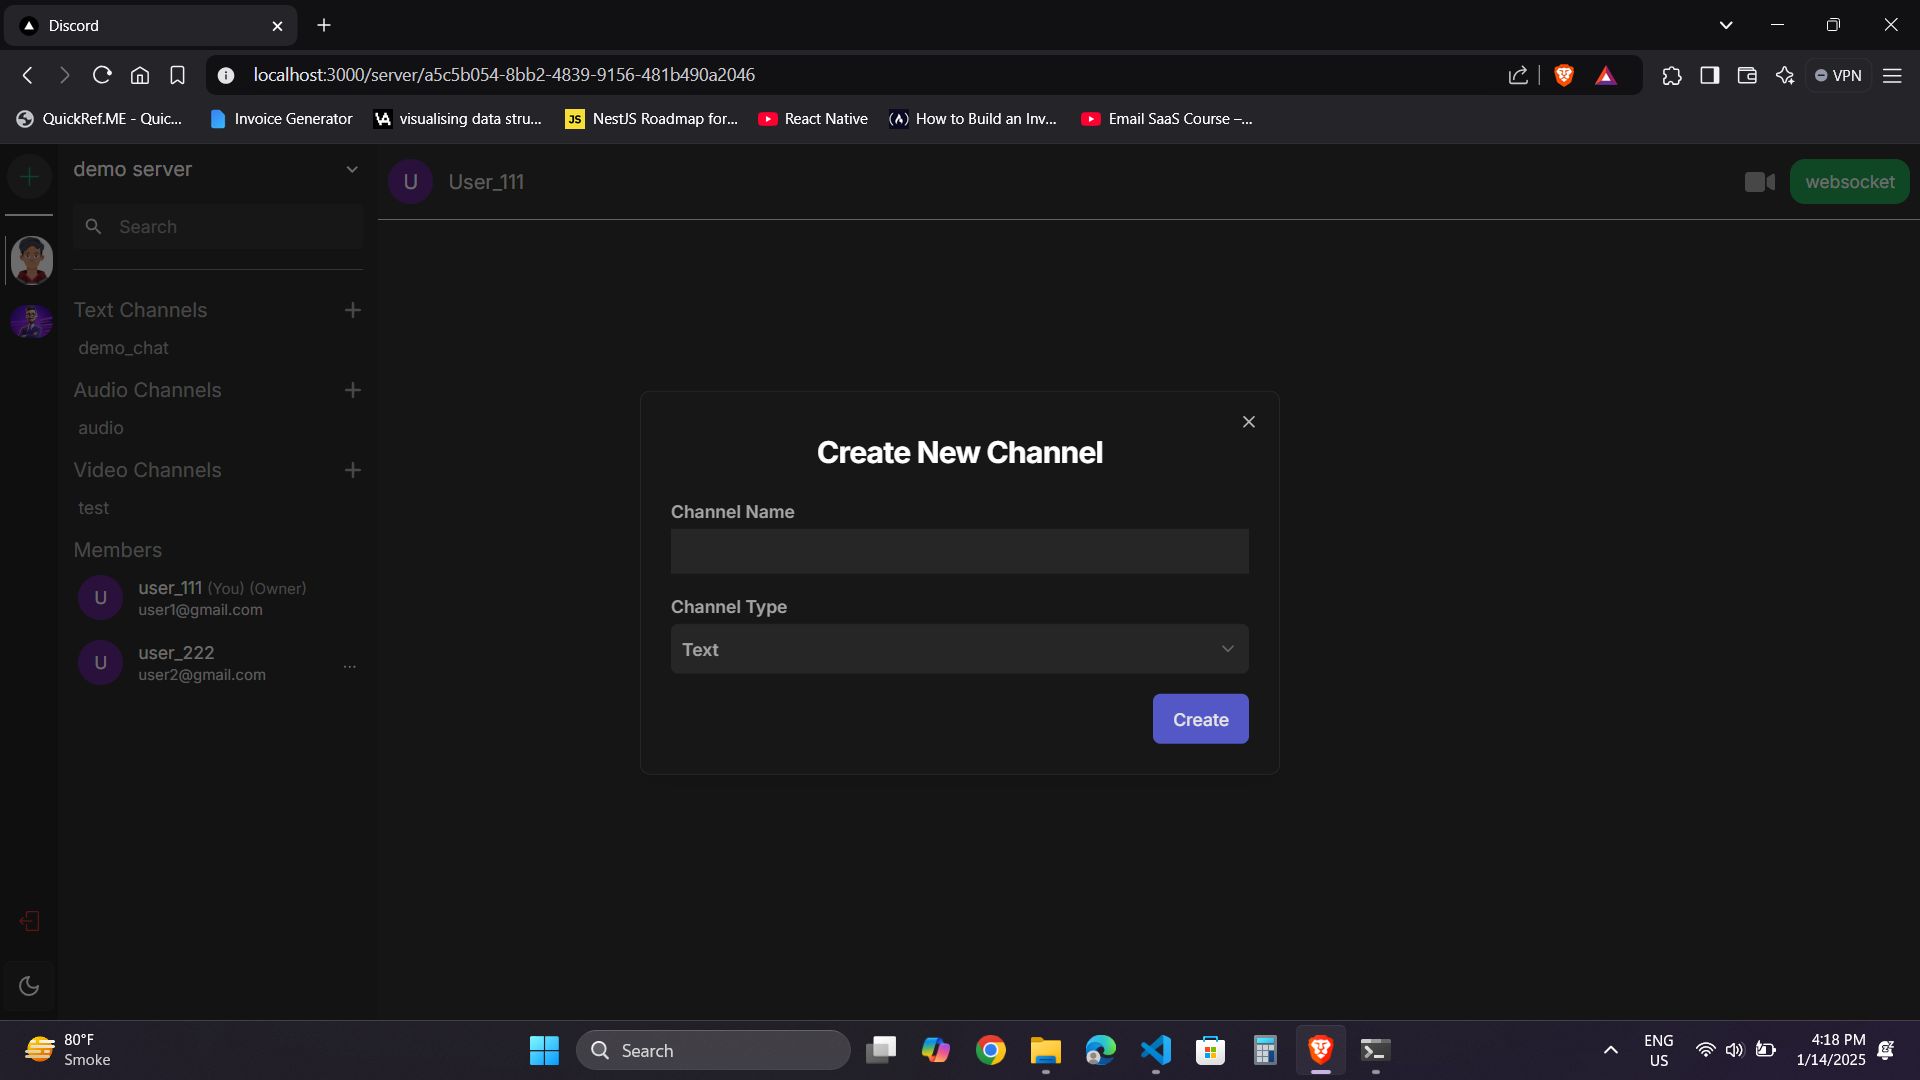 Discord
localhost:3000/server/a5c5b054-8bb2-4839-9156-481b490a2046
VPN
QuickRef.ME - Quic...
Invoice Generator
visualising data stru...
JS NestJS Roadmap for...
React Native
How to Build an Inv...
Email SaaS Course –...
demo server
U User_111
websocket
Search
Text Channels
demo_chat
Audio Channels
audio
Video Channels
test
Members
U user_111 (You) (Owner)
user1@gmail.com
U user_222
user2@gmail.com
...
Create New Channel
Channel Name
Channel Type
Text
Create
80°F
Smoke
Search
ENG
US
4:18 PM
1/14/2025